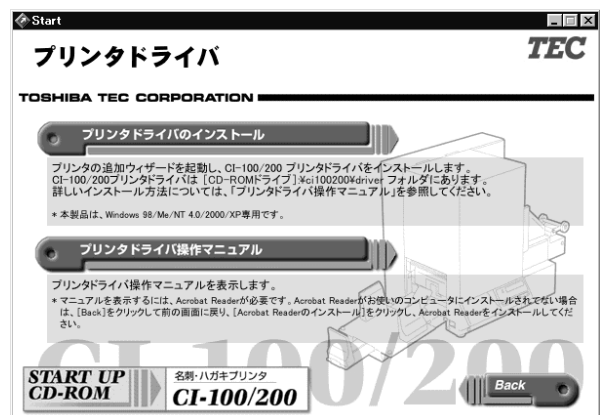 Start
プリンタドライバ
TEC
TOSHIBA TEC CORPORATION
プリンタドライバのインストール
プリンタの追加ウィザードを起動し、CI-100/200 プリンタドライバをインストールします。
CI-100/200プリンタドライバは [CD-ROMドライブ]:¥ci100200¥driver フォルダにあります。
詳しいインストール方法については、「プリンタドライバ操作マニュアル」を参照してください。
* 本製品は、Windows 98/Me/NT 4.0/2000/XP専用です。
プリンタドライバ操作マニュアル
プリンタドライバ操作マニュアルを表示します。
* マニュアルを表示するには、Acrobat Readerが必要です。Acrobat Readerがお使いのコンピュータにインストールされてない場合
は、[Back]をクリックして前の画面に戻り、[Acrobat Readerのインストール]をクリックし、Acrobat Readerをインストールしてくだ
さい。
CI-100/200
START UP
CD-ROM
名刺・ハガキプリンタ
CI-100/200
Back